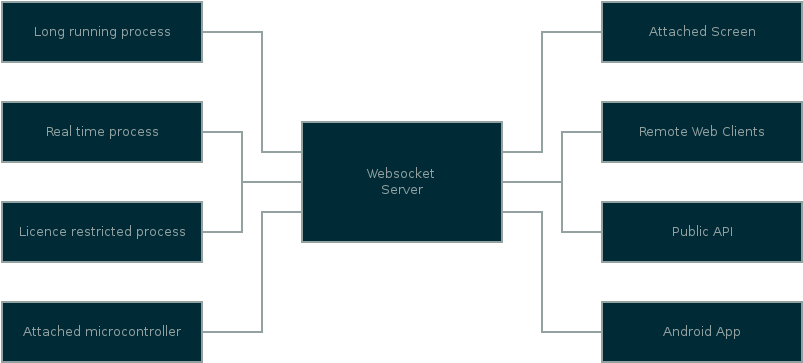 Long running process
Attached Screen
Real time process
Remote Web Clients
Websocket
Server
Licence restricted process
Public API
Attached microcontroller
Android App